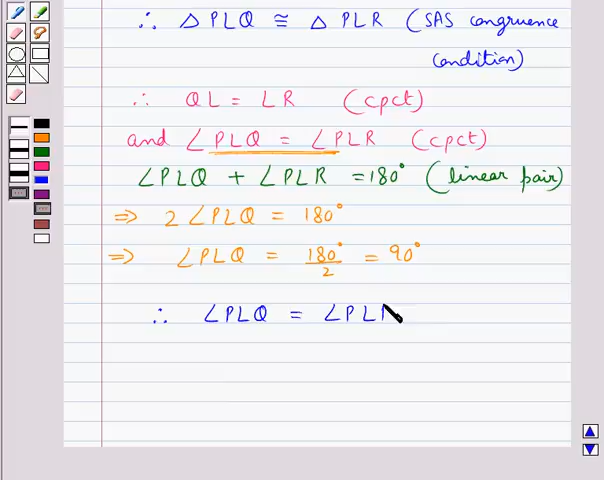 ∴ △ PLQ ≅ △ PLR (SAS congruence
condition)
∴ QL = LR (cpct)
and ∠PLQ = ∠PLR (cpct)
∠PLQ + ∠PLR = 180° (linear pair)
⇒ 2 ∠PLQ = 180°
⇒ ∠PLQ = 180°/2 = 90°
∴ ∠PLQ = ∠PL